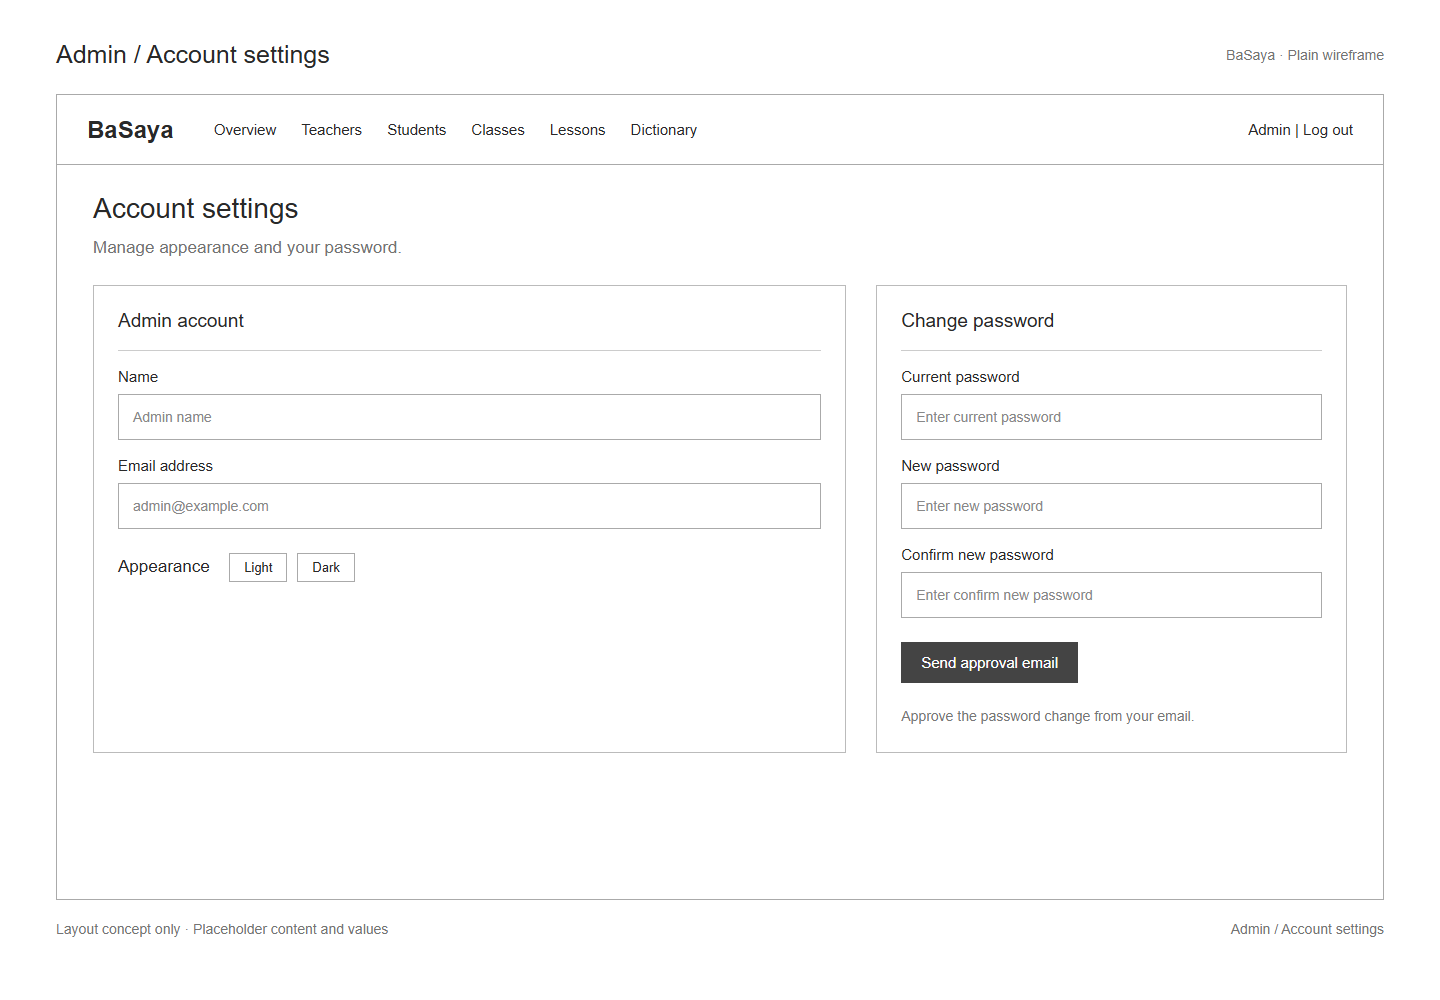 Admin / Account settings
BaSaya · Plain wireframe
BaSaya
Overview
Teachers
Students
Classes
Lessons
Dictionary
Admin | Log out
Account settings
Manage appearance and your password.
Admin account
Name
Admin name
Email address
admin@example.com
Appearance
Light
Dark
Change password
Current password
Enter current password
New password
Enter new password
Confirm new password
Enter confirm new password
Send approval email
Approve the password change from your email.
Layout concept only · Placeholder content and values
Admin / Account settings